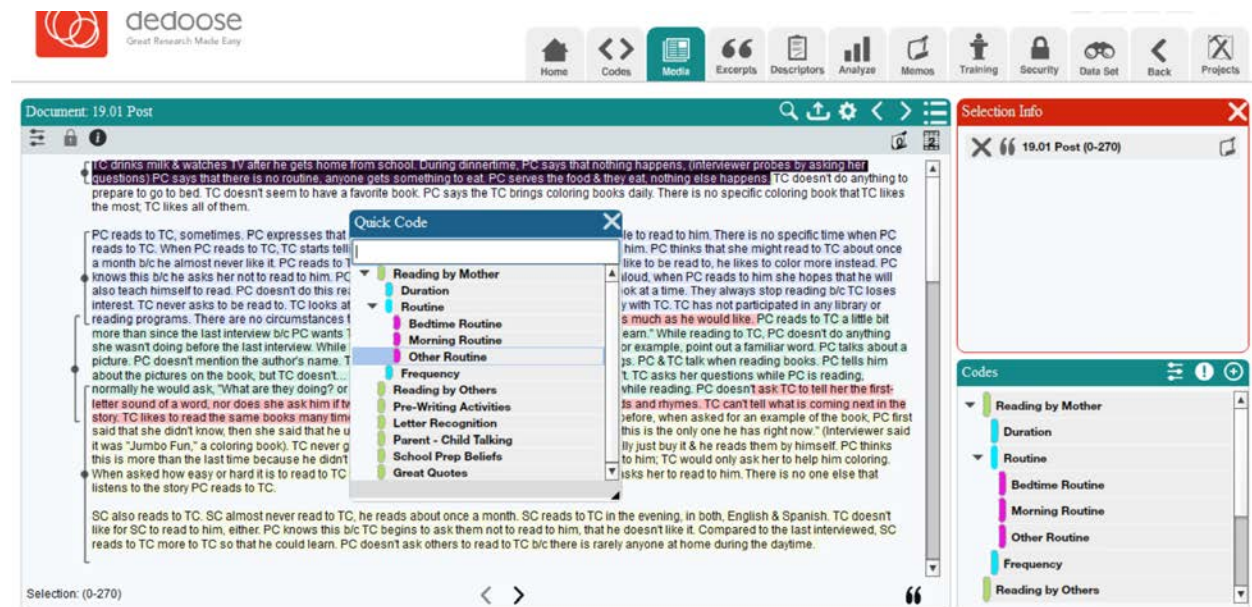 dedoose
Great Research Made Easy
Home
Codes
Media
Excerpts
Descriptors
Analyze
Memos
Training
Security
Data Set
Back
Projects
Document: 19.01 Post
TC drinks milk & watches TV after he gets home from school. During dinnertime, PC says that nothing happens, (interviewer probes by asking her
questions) PC says that there is no routine, anyone gets something to eat. PC serves the food & they eat, nothing else happens. TC doesn't do anything to
prepare to go to bed. TC doesn't seem to have a favorite book. PC says the TC brings coloring books daily. There is no specific coloring book that TC likes
the most; TC likes all of them.
PC reads to TC, sometimes. PC expresses that le to read to him. There is no specific time when PC
reads to TC. When PC reads to TC, TC starts tell him. PC thinks that she might read to TC about once
a month b/c he almost never like it. PC reads to T like to be read to, he likes to color more instead. PC
knows this b/c he asks her not to read to him. PC loud, when PC reads to him she hopes that he will
also teach himself to read. PC doesn't do this rea ok at a time. They always stop reading b/c TC loses
interest. TC never asks to be read to. TC looks at y with TC. TC has not participated in any library or
reading programs. There are no circumstances t s much as he would like. PC reads to TC a little bit
more than since the last interview b/c PC wants T earn." While reading to TC, PC doesn't do anything
she wasn't doing before the last interview. While or example, point out a familiar word. PC talks about a
picture. PC doesn't mention the author's name. T gs. PC & TC talk when reading books. PC tells him
about the pictures on the book, but TC doesn't... 't. TC asks her questions while PC is reading,
normally he would ask, "What are they doing? or while reading. PC doesn't ask TC to tell her the first-
letter sound of a word, nor does she ask him if tw ds and rhymes. TC can't tell what is coming next in the
story. TC likes to read the same books many time before, when asked for an example of the book, PC first
said that she didn't know, then she said that he u this is the only one he has right now." (Interviewer said
it was "Jumbo Fun," a coloring book). TC never g lly just buy it & he reads them by himself. PC thinks
this is more than the last time because he didn't to him; TC would only ask her to help him coloring.
When asked how easy or hard it is to read to TC asks her to read to him. There is no one else that
listens to the story PC reads to TC.
SC also reads to TC. SC almost never read to TC, he reads about once a month. SC reads to TC in the evening, in both, English & Spanish. TC doesn't
like for SC to read to him, either. PC knows this b/c TC begins to ask them not to read to him, that he doesn't like it. Compared to the last interviewed, SC
reads to TC more to TC so that he could learn. PC doesn't ask others to read to TC b/c there is rarely anyone at home during the daytime.
Selection: (0-270)
Quick Code
Reading by Mother
Duration
Routine
Bedtime Routine
Morning Routine
Other Routine
Frequency
Reading by Others
Pre-Writing Activities
Letter Recognition
Parent - Child Talking
School Prep Beliefs
Great Quotes
Selection Info
19.01 Post (0-270)
Codes
Reading by Mother
Duration
Routine
Bedtime Routine
Morning Routine
Other Routine
Frequency
Reading by Others